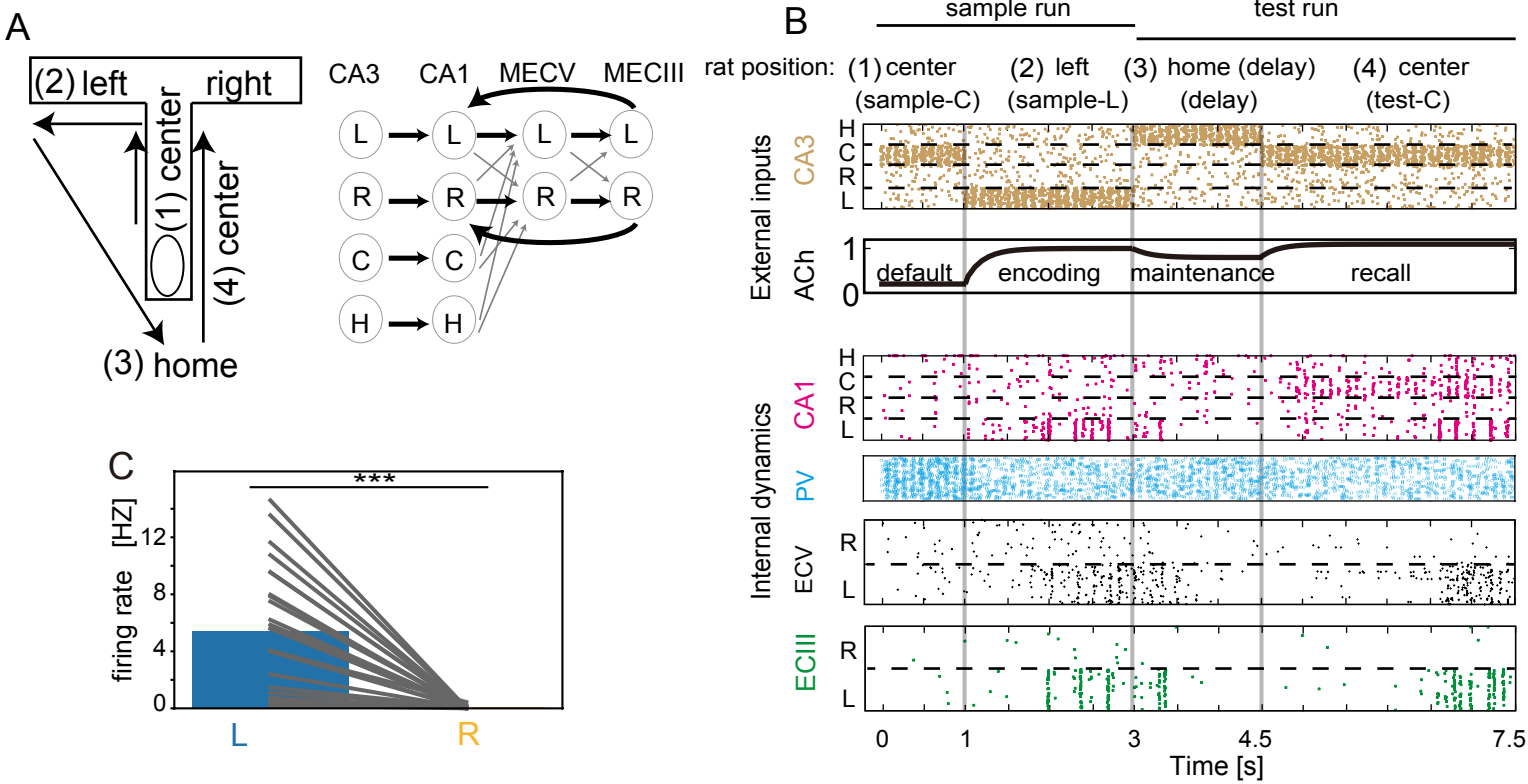 A
(2) left
right
(1) center
(4) center
(3) home
CA3 CA1 MECV MECIII
L L L L
R R R R
C C
H H
B
sample run
test run
rat position: (1) center (2) left (3) home (delay) (4) center
(sample-C) (sample-L) (delay) (test-C)
External inputs
CA3
H
C
R
L
ACh
1
0
default encoding maintenance recall
Internal dynamics
CA1
H
C
R
L
PV
ECV
R
L
ECIII
R
L
0 1 3 4.5 7.5
Time [s]
C
***
firing rate [HZ]
12
8
4
0
L R